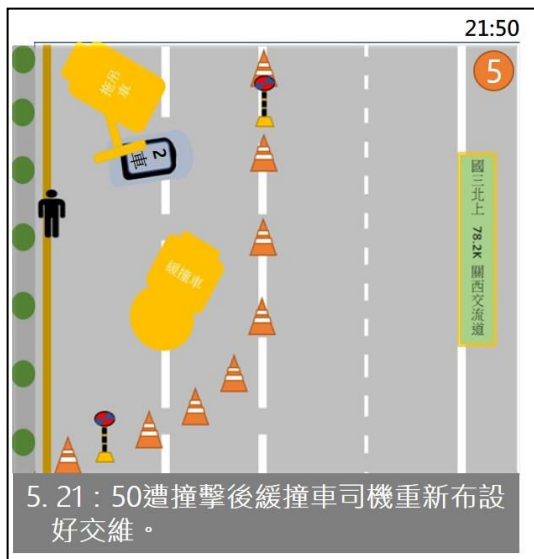 21:50
5
拖吊車
2車
國三北上 78.2K 關西交流道
緩撞車
5. 21：50遭撞擊後緩撞車司機重新布設
好交維。